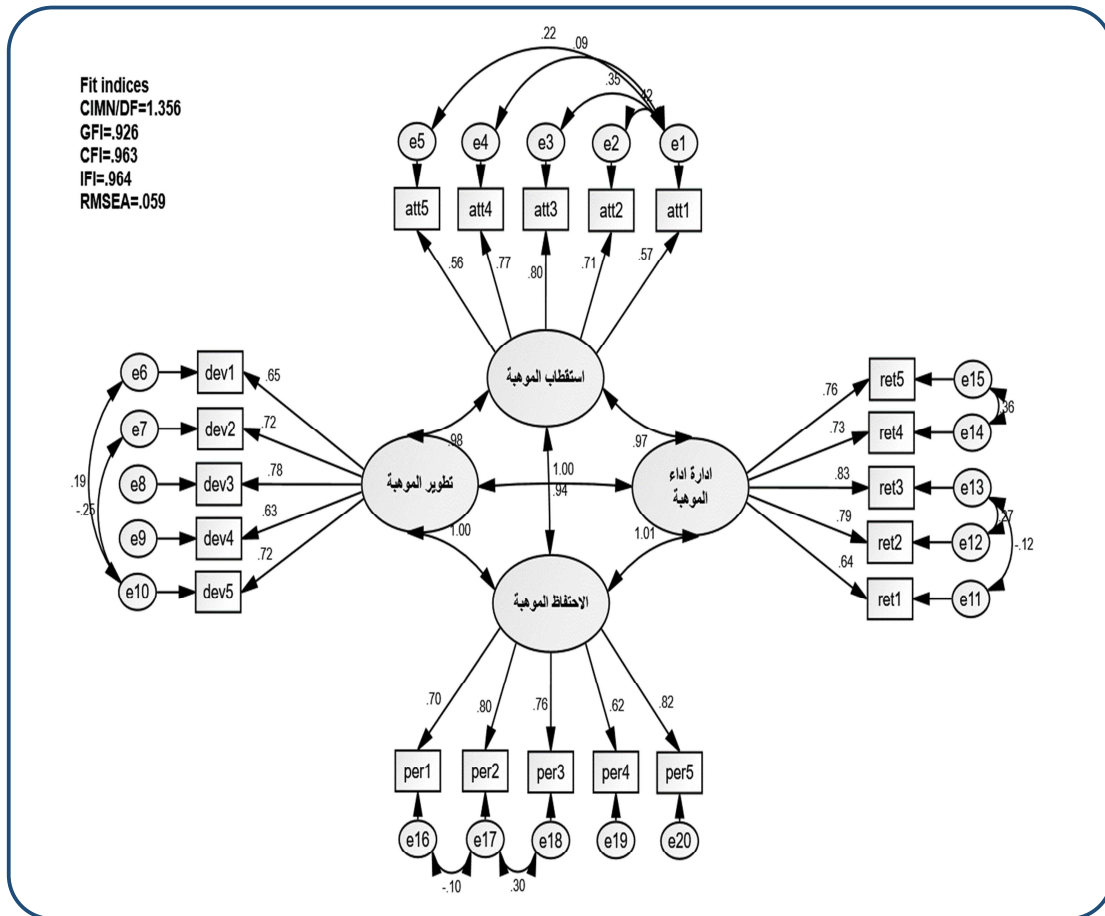 Fit indices
CIMN/DF=1.356
GFI=.926
CFI=.963
IFI=.964
RMSEA=.059
.22
.09
.35
e5 e4 e3 e2 e1
att5 att4 att3 att2 att1
.56 .77 .80 .71 .57
استقطاب الموهبة
e6 dev1 .65
e7 dev2 .72
e8 dev3 .78
e9 dev4 .63
e10 dev5 .72
.19
-.25
تطوير الموهبة
.98
.97
1.00
.94
1.00
1.01
ادارة اداء
الموهبة
.76 ret5 e15
.73 ret4 e14
.83 ret3 e13
.79 ret2 e12
.64 ret1 e11
-.12
الاحتفاظ الموهبة
.70 .80 .76 .62 .82
per1 per2 per3 per4 per5
e16 e17 e18 e19 e20
-.10 .30